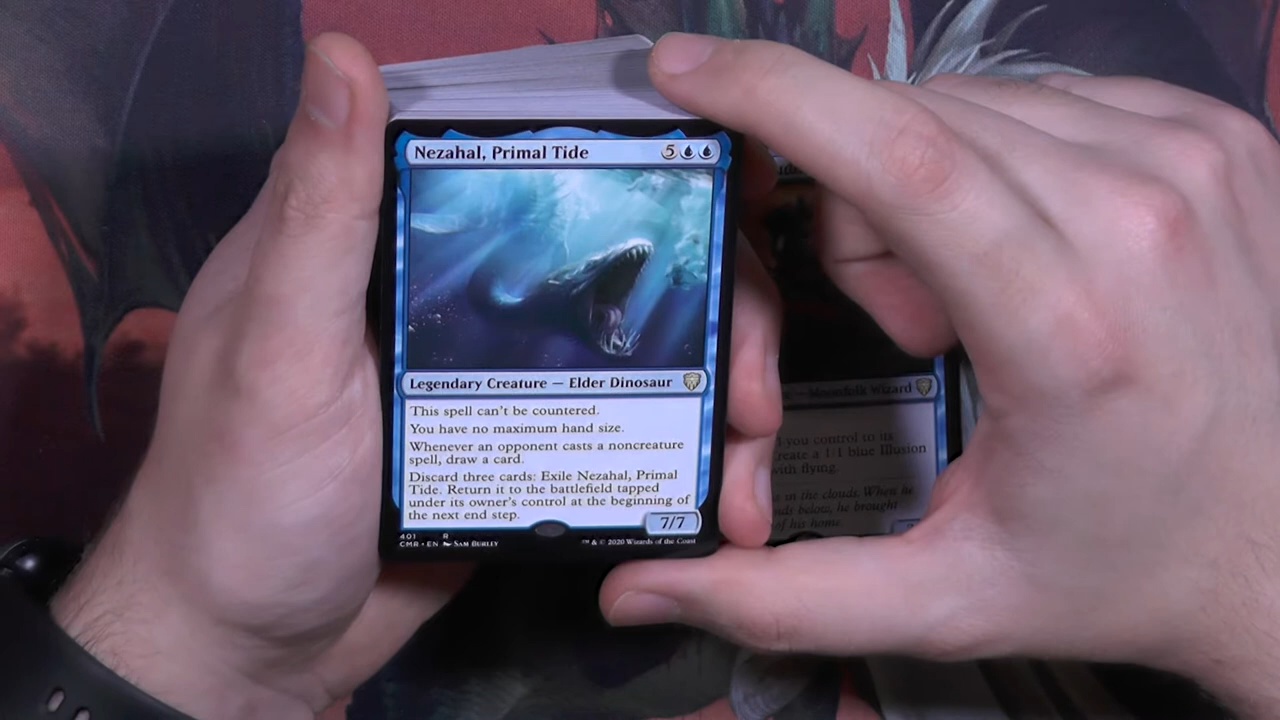 Nezahal, Primal Tide 5
Legendary Creature — Elder Dinosaur
This spell can't be countered.
You have no maximum hand size.
Whenever an opponent casts a noncreature
spell, draw a card.
Discard three cards: Exile Nezahal, Primal
Tide. Return it to the battlefield tapped
under its owner's control at the beginning of
the next end step.
7/7
401 R
CMR • EN Sam Burley
™ & © 2020 Wizards of the Coast
—Moonfolk Wizard
you control to its
Create a 1/1 blue Illusion
with flying.
in the clouds. When he
below, he brought
of his home.